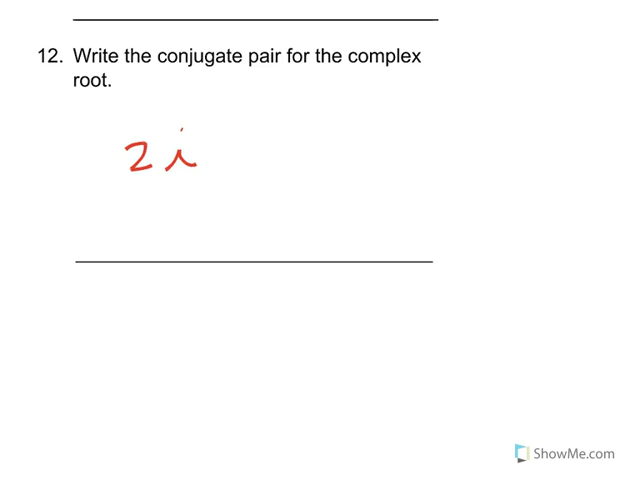 12. Write the conjugate pair for the complex
root.
2i
ShowMe.com